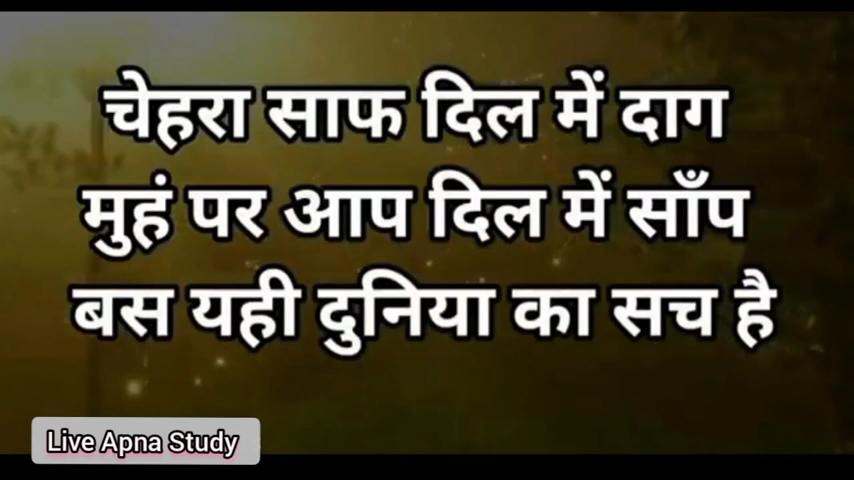 चेहरा साफ दिल में दाग
मुहं पर आप दिल में साँप
बस यही दुनिया का सच है
Live Apna Study